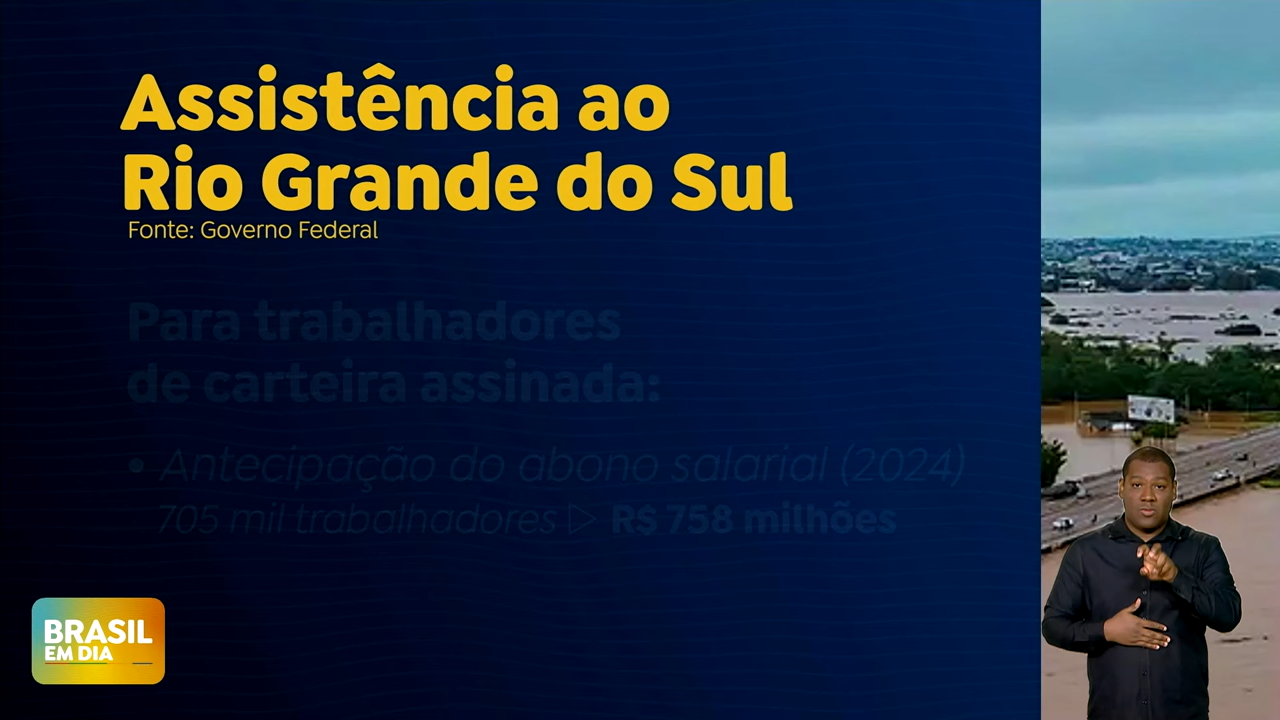 Assistência ao
Rio Grande do Sul
Fonte: Governo Federal
Para trabalhadores
de carteira assinada:
• Antecipação do abono salarial (2024)
705 mil trabalhadores ▷ R$ 758 milhões
BRASIL
EM DIA